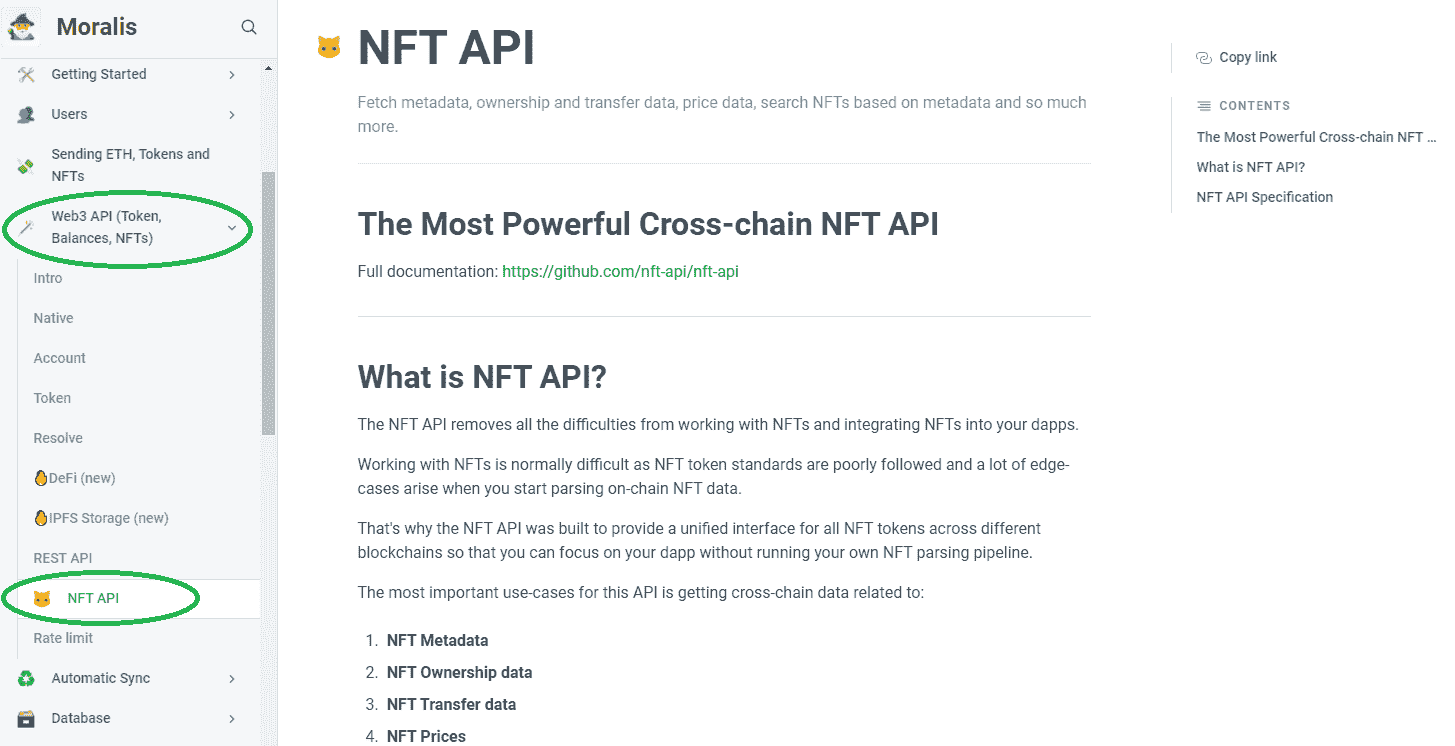 Moralis
Getting Started
Users
Sending ETH, Tokens and
NFTs
Web3 API (Token,
Balances, NFTs)
Intro
Native
Account
Token
Resolve
DeFi (new)
IPFS Storage (new)
REST API
NFT API
Rate limit
Automatic Sync
Database
NFT API
Fetch metadata, ownership and transfer data, price data, search NFTs based on metadata and so much
more.
The Most Powerful Cross-chain NFT API
Full documentation: https://github.com/nft-api/nft-api
What is NFT API?
The NFT API removes all the difficulties from working with NFTs and integrating NFTs into your dapps.
Working with NFTs is normally difficult as NFT token standards are poorly followed and a lot of edge-
cases arise when you start parsing on-chain NFT data.
That's why the NFT API was built to provide a unified interface for all NFT tokens across different
blockchains so that you can focus on your dapp without running your own NFT parsing pipeline.
The most important use-cases for this API is getting cross-chain data related to:
1. NFT Metadata
2. NFT Ownership data
3. NFT Transfer data
4. NFT Prices
Copy link
CONTENTS
The Most Powerful Cross-chain NFT ...
What is NFT API?
NFT API Specification